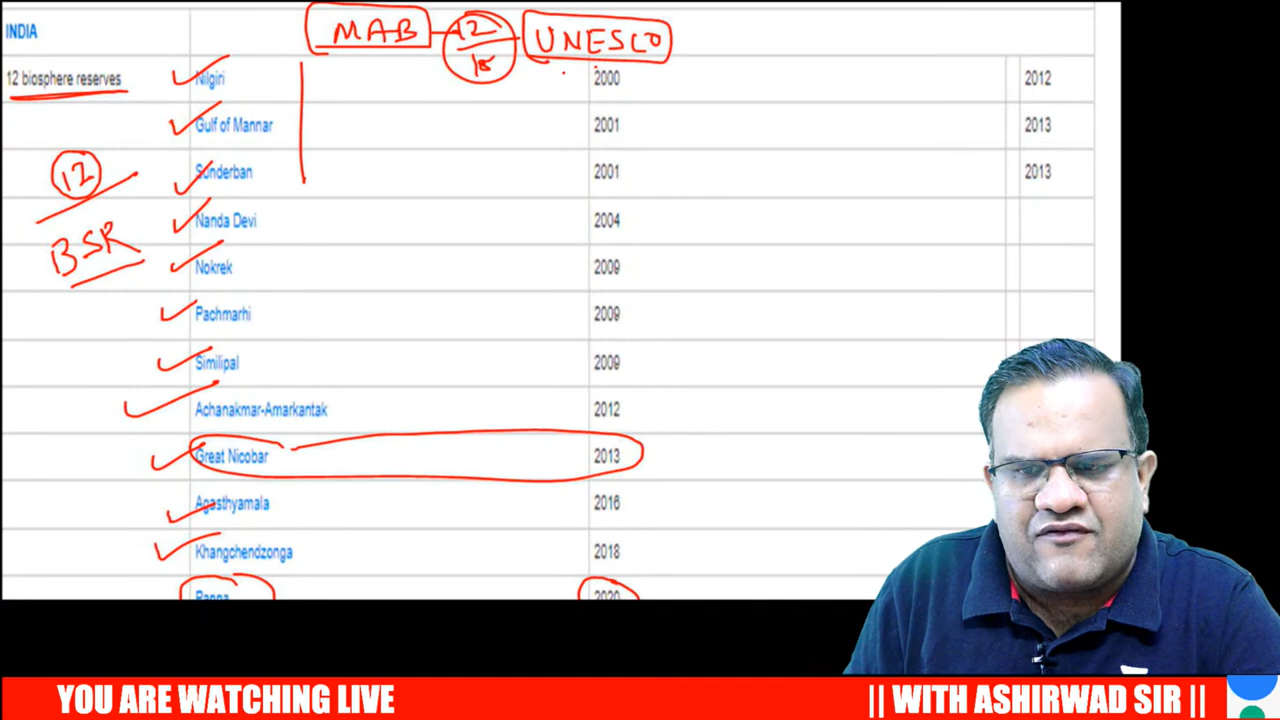 INDIA
MAB 12/18 UNESCO
12 biosphere reserves Nilgiri 2000 2012
Gulf of Mannar 2001 2013
12 Sunderban 2001 2013
BSR Nanda Devi 2004
Nokrek 2009
Pachmarhi 2009
Similipal 2009
Achanakmar-Amarkantak 2012
Great Nicobar 2013
Agasthyamala 2016
Khangchendzonga 2018
Panna 2020
YOU ARE WATCHING LIVE || WITH ASHIRWAD SIR ||